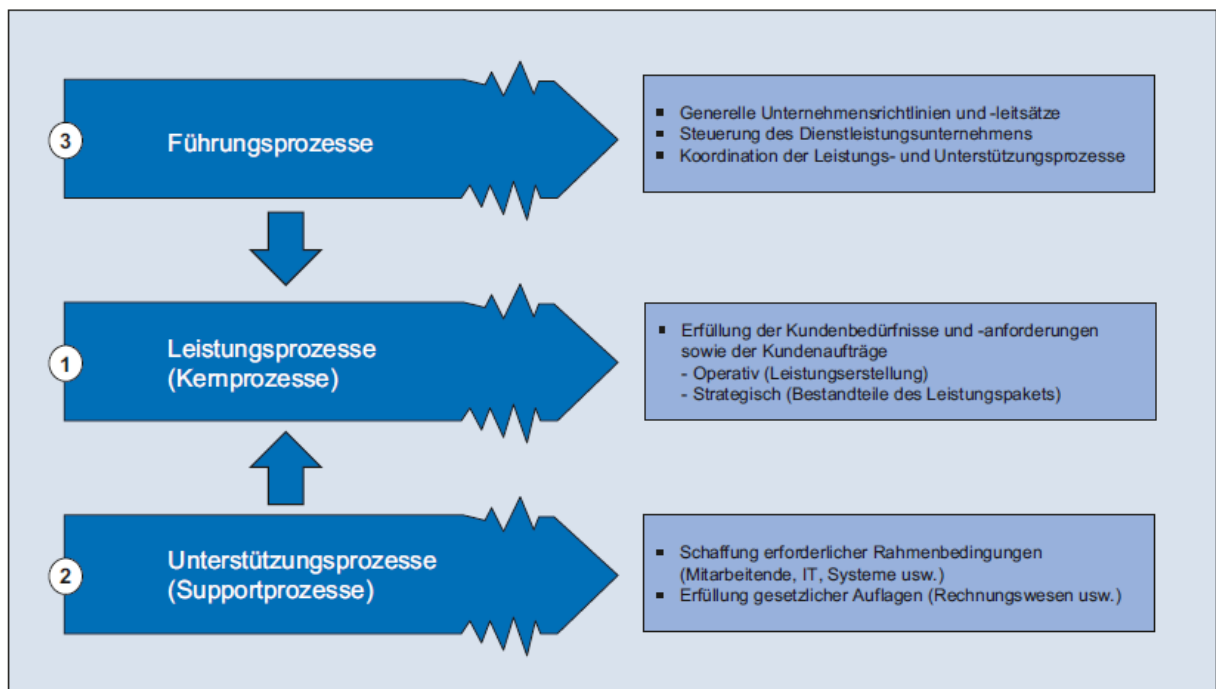 3
Führungsprozesse
▪ Generelle Unternehmensrichtlinien und -leitsätze
▪ Steuerung des Dienstleistungsunternehmens
▪ Koordination der Leistungs- und Unterstützungsprozesse
1
Leistungsprozesse
(Kernprozesse)
▪ Erfüllung der Kundenbedürfnisse und -anforderungen
sowie der Kundenaufträge
- Operativ (Leistungserstellung)
- Strategisch (Bestandteile des Leistungspakets)
2
Unterstützungsprozesse
(Supportprozesse)
▪ Schaffung erforderlicher Rahmenbedingungen
(Mitarbeitende, IT, Systeme usw.)
▪ Erfüllung gesetzlicher Auflagen (Rechnungswesen usw.)